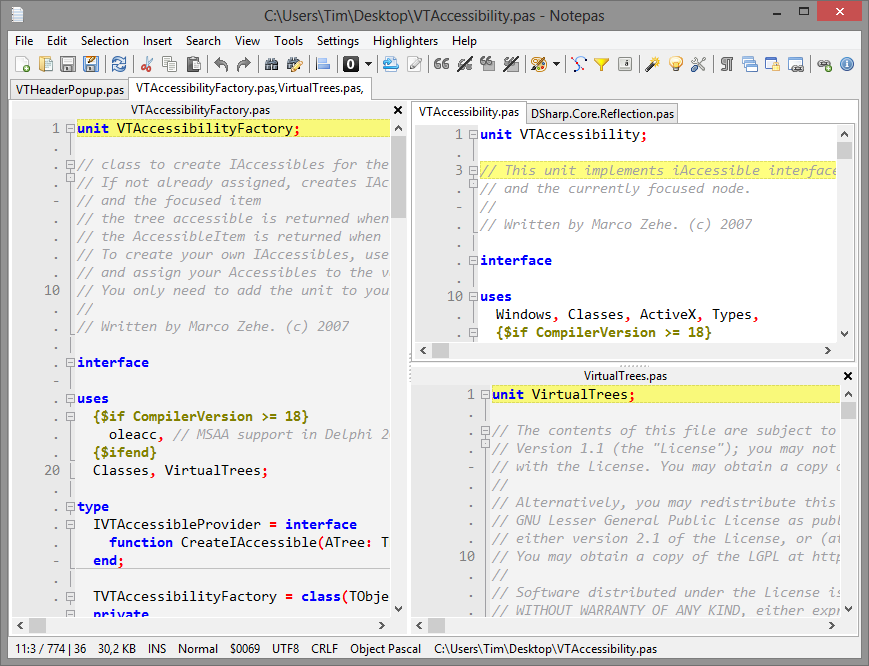 C:\Users\Tim\Desktop\VTAccessibility.pas - Notepas
File Edit Selection Insert Search View Tools Settings Highlighters Help
VTHeaderPopup.pas VTAccessibilityFactory.pas,VirtualTrees.pas,
VTAccessibilityFactory.pas
1 unit VTAccessibilityFactory;
// class to create IAccessibles for the
// If not already assigned, creates IAc
// and the focused item
// the tree accessible is returned when
// the AccessibleItem is returned when
// To create your own IAccessibles, use
// and assign your Accessibles to the v
10 // You only need to add the unit to you
//
// Written by Marco Zehe. (c) 2007
interface
uses
{$if CompilerVersion >= 18}
oleacc, // MSAA support in Delphi 2
{$ifend}
20 Classes, VirtualTrees;
type
IVTAccessibleProvider = interface
function CreateIAccessible(ATree: T
end;
TVTAccessibilityFactory = class(TObje
private
VTAccessibility.pas DSharp.Core.Reflection.pas
1 unit VTAccessibility;
3 // This unit implements iAccessible interface
// and the currently focused node.
//
// Written by Marco Zehe. (c) 2007
interface
10 uses
Windows, Classes, ActiveX, Types,
{$if CompilerVersion >= 18}
VirtualTrees.pas
1 unit VirtualTrees;
// The contents of this file are subject to
// Version 1.1 (the "License"); you may not
// with the License. You may obtain a copy o
//
// Alternatively, you may redistribute this
// GNU Lesser General Public License as publ
// either version 2.1 of the License, or (at
10 // You may obtain a copy of the LGPL at http
//
// Software distributed under the License is
// WITHOUT WARRANTY OF ANY KIND, either expr
11:3 / 774 | 36 30,2 KB INS Normal $0069 UTF8 CRLF Object Pascal C:\Users\Tim\Desktop\VTAccessibility.pas